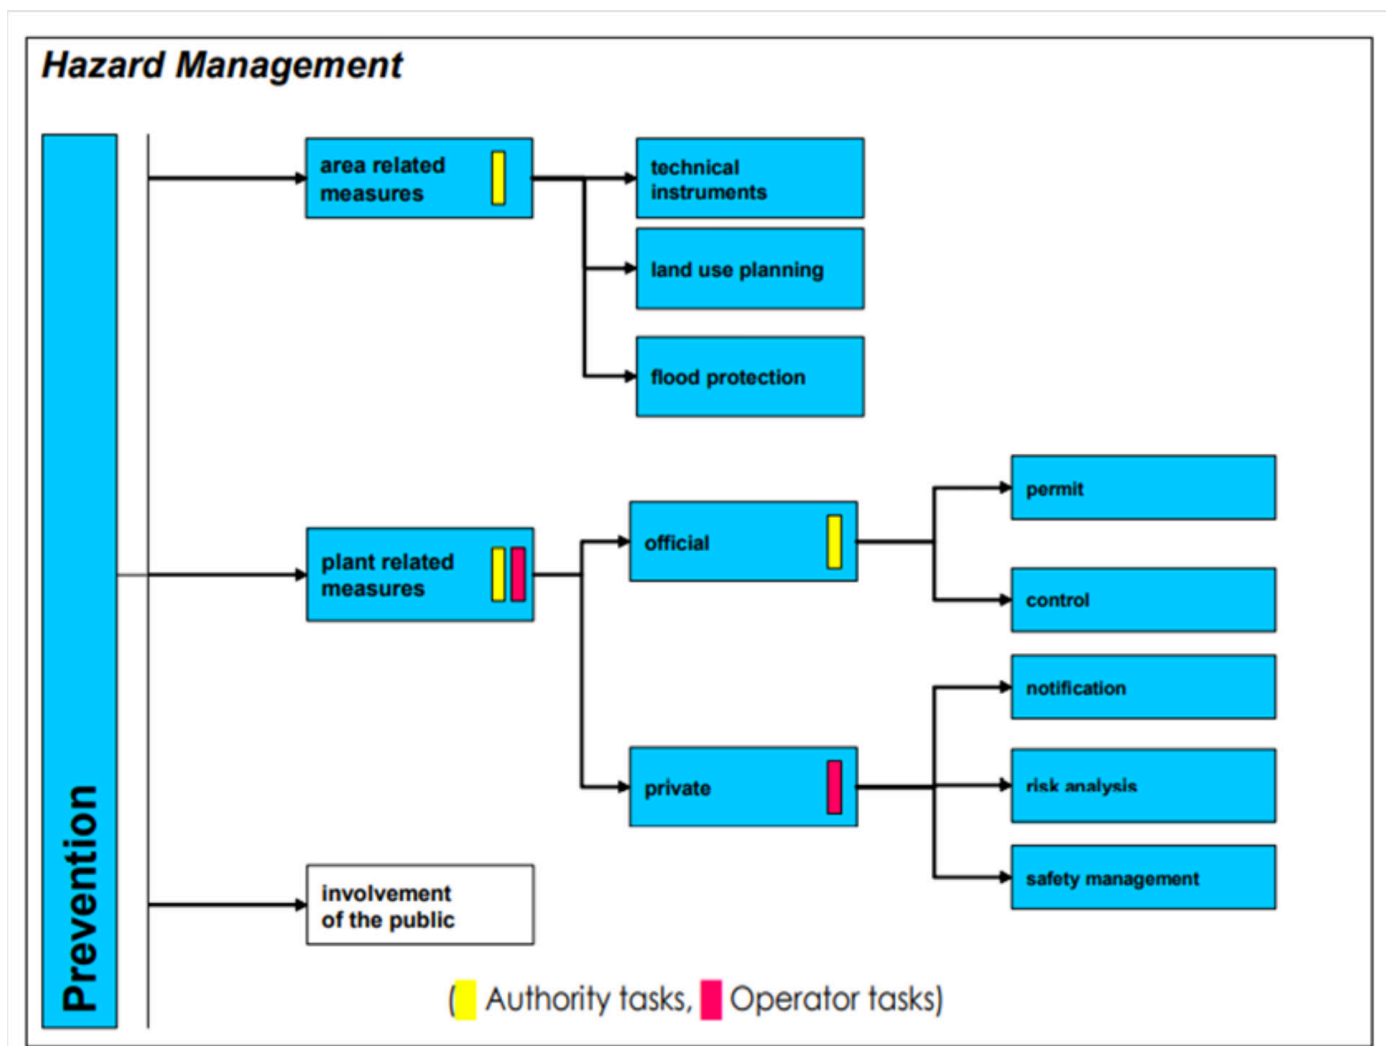 Hazard Management
Prevention
area related
measures
technical
instruments
land use planning
flood protection
plant related
measures
official
permit
control
private
notification
risk analysis
safety management
involvement
of the public
( Authority tasks, Operator tasks)